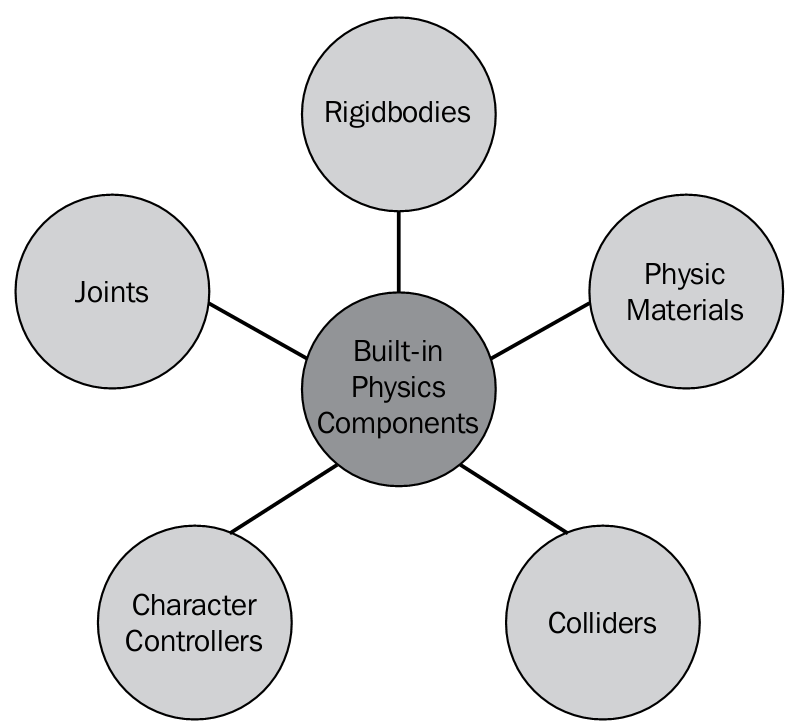 Rigidbodies
Joints
Physic
Materials
Built-in
Physics
Components
Character
Controllers
Colliders